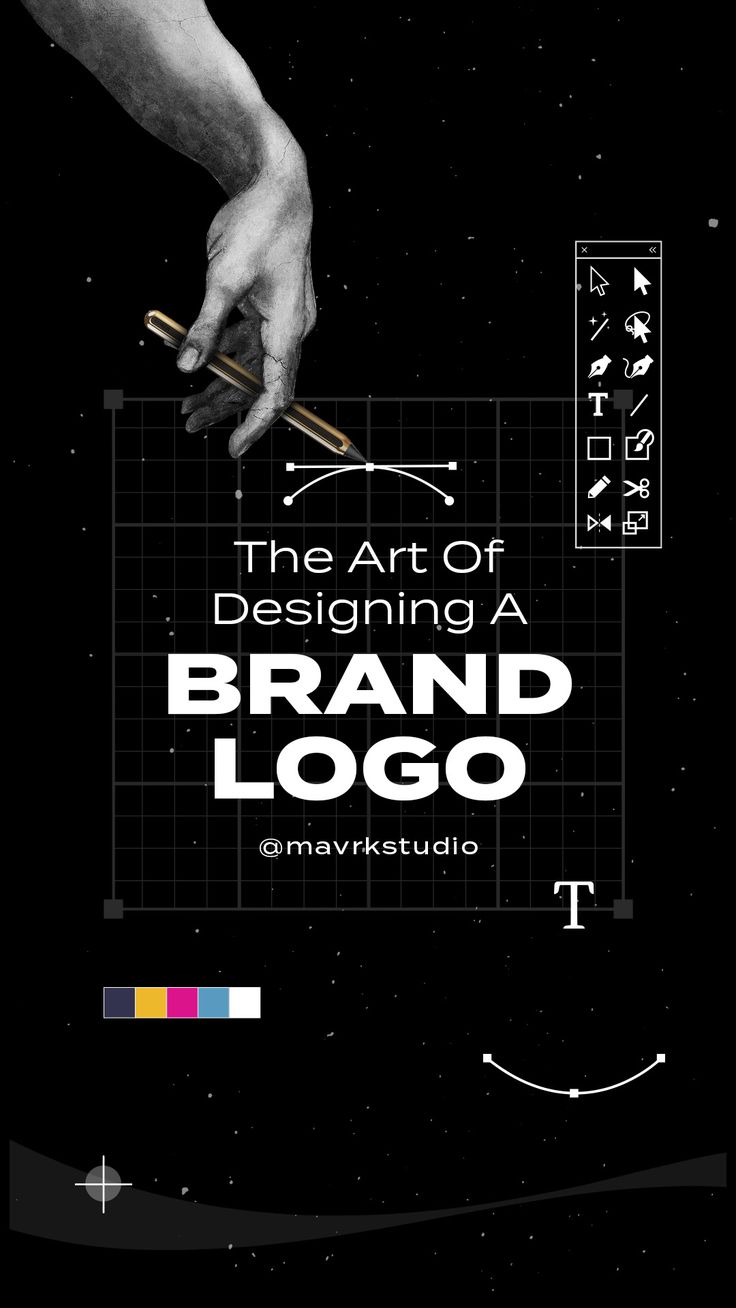 The Art Of
Designing A
BRAND
LOGO
@mavrkstudio
T
T